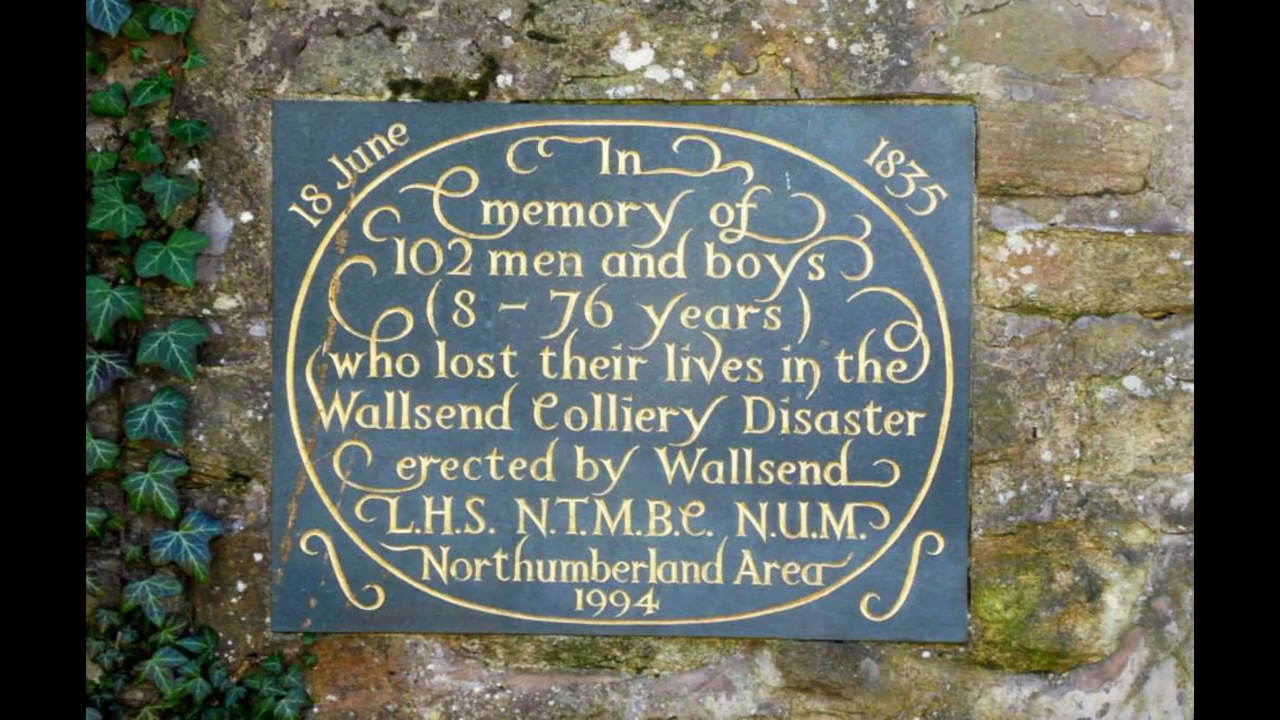 18 June 1835
In
memory of
102 men and boys
(8 – 76 years)
who lost their lives in the
Wallsend Colliery Disaster
erected by Wallsend
L.H.S. N.T.M.B.C. N.U.M.
Northumberland Area
1994